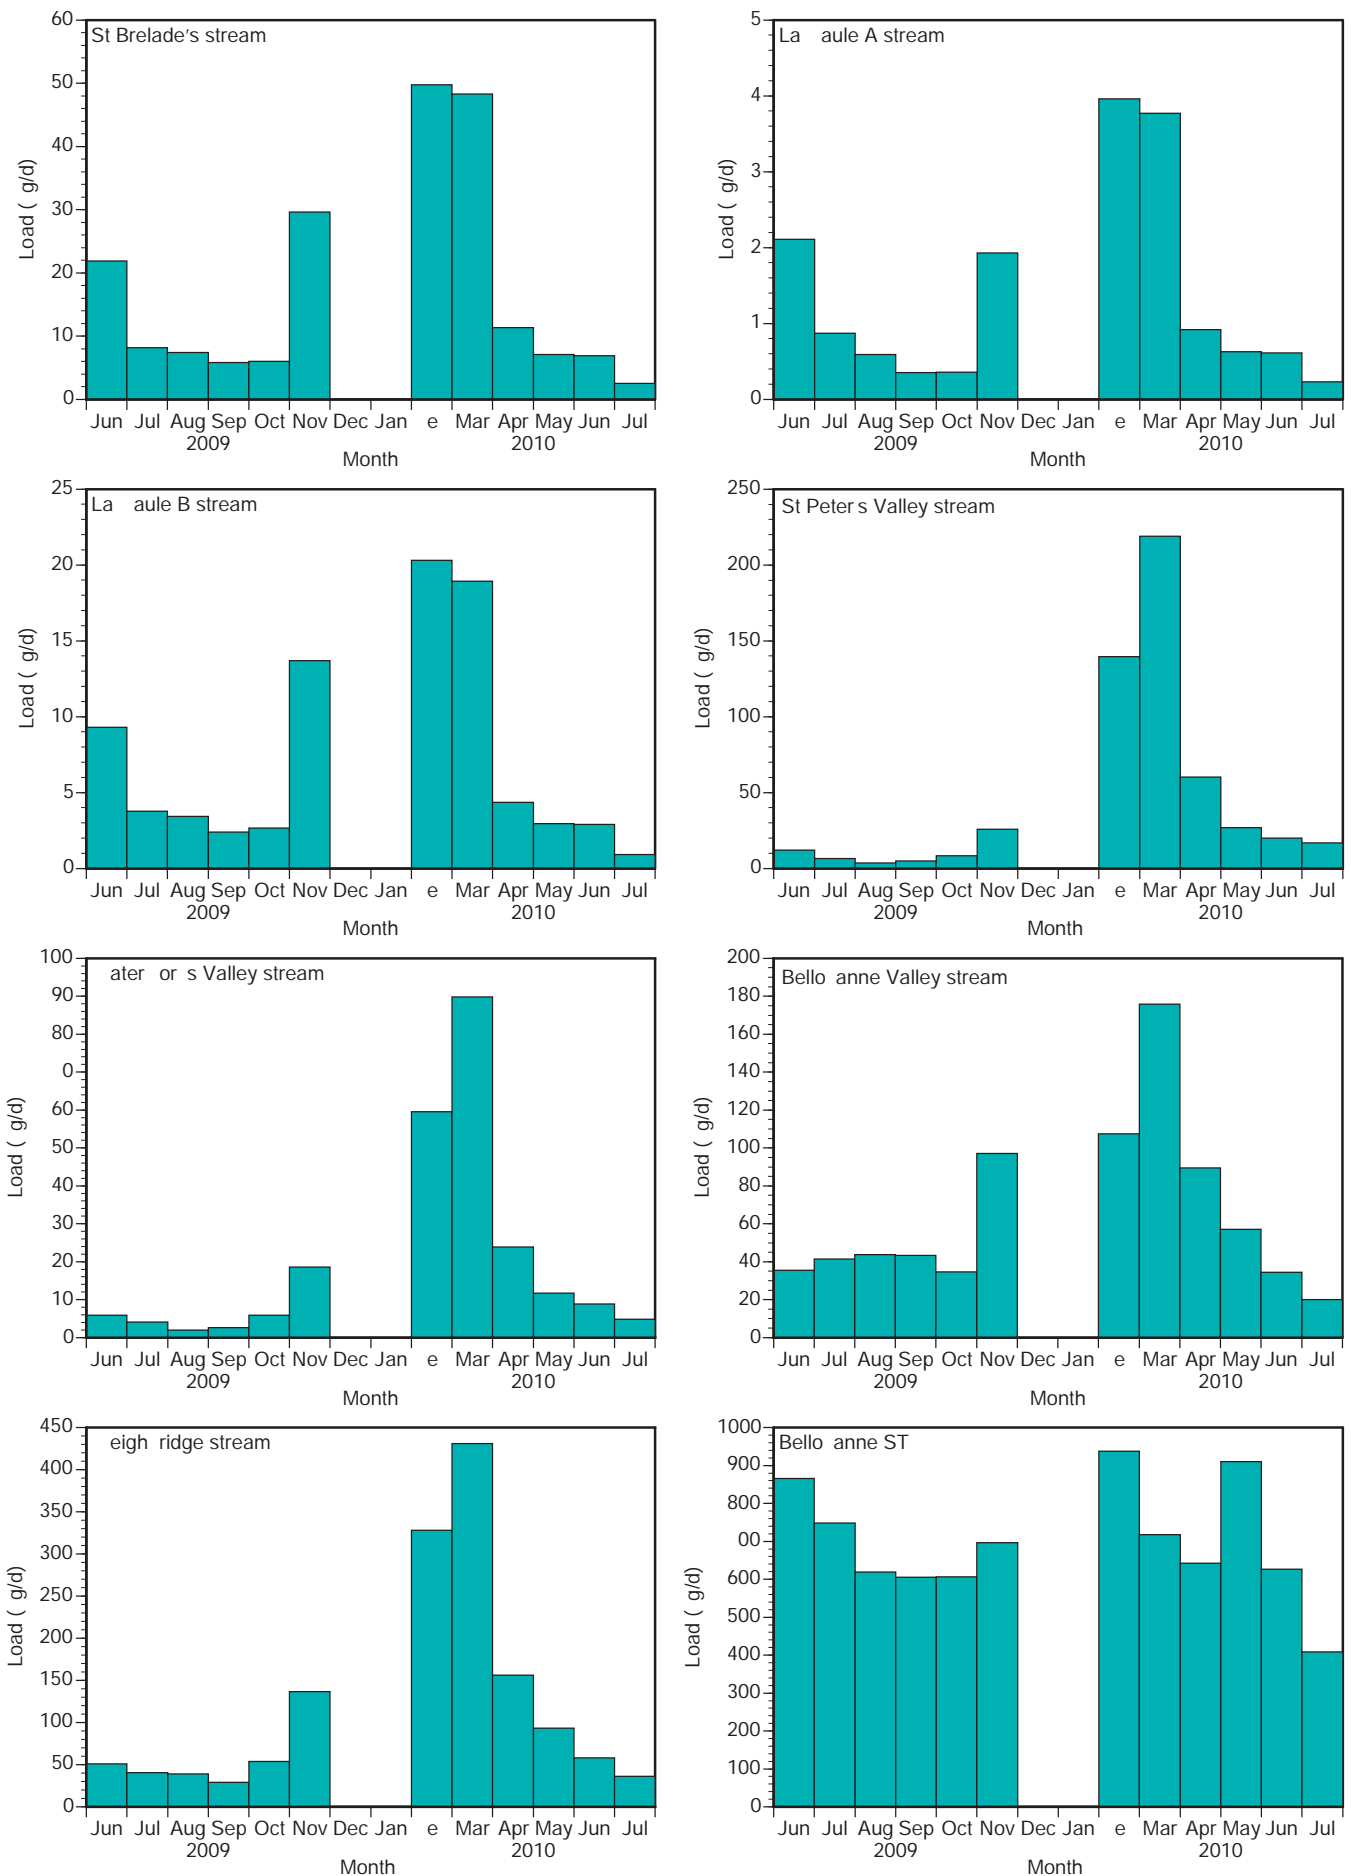 60
50
40
30
20
10
0
St Brelade's stream
Load ( g/d)
Jun Jul Aug Sep Oct Nov Dec Jan e Mar Apr May Jun Jul
2009 2010
Month
5
4
3
2
1
0
La aule A stream
Load ( g/d)
Jun Jul Aug Sep Oct Nov Dec Jan e Mar Apr May Jun Jul
2009 2010
Month
25
20
15
10
5
0
La aule B stream
Load ( g/d)
Jun Jul Aug Sep Oct Nov Dec Jan e Mar Apr May Jun Jul
2009 2010
Month
250
200
150
100
50
0
St Peter s Valley stream
Load ( g/d)
Jun Jul Aug Sep Oct Nov Dec Jan e Mar Apr May Jun Jul
2009 2010
Month
100
90
80
0
60
50
40
30
20
10
0
ater or s Valley stream
Load ( g/d)
Jun Jul Aug Sep Oct Nov Dec Jan e Mar Apr May Jun Jul
2009 2010
Month
200
180
160
140
120
100
80
60
40
20
0
Bello anne Valley stream
Load ( g/d)
Jun Jul Aug Sep Oct Nov Dec Jan e Mar Apr May Jun Jul
2009 2010
Month
450
400
350
300
250
200
150
100
50
0
eigh ridge stream
Load ( g/d)
Jun Jul Aug Sep Oct Nov Dec Jan e Mar Apr May Jun Jul
2009 2010
Month
1000
900
800
00
600
500
400
300
200
100
0
Bello anne ST
Load ( g/d)
Jun Jul Aug Sep Oct Nov Dec Jan e Mar Apr May Jun Jul
2009 2010
Month